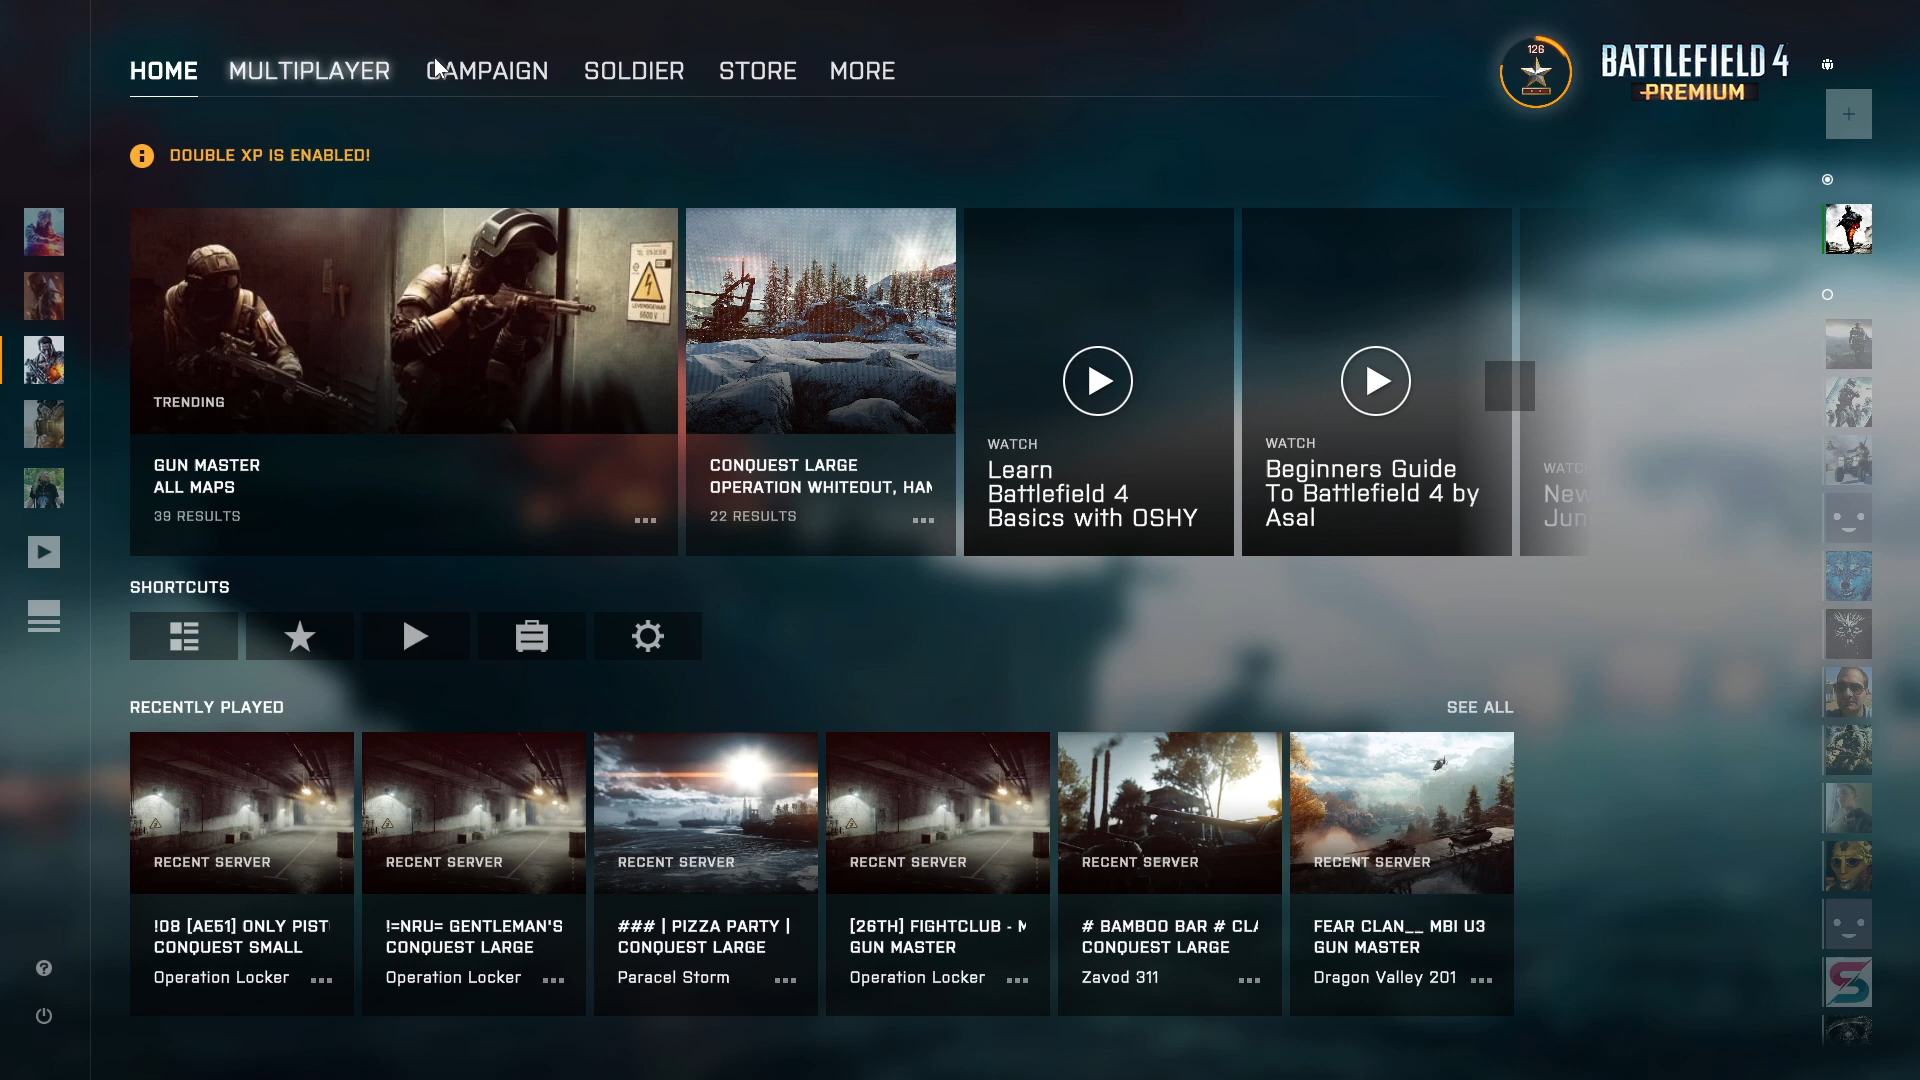 HOME MULTIPLAYER CAMPAIGN SOLDIER STORE MORE
126
BATTLEFIELD 4
PREMIUM
DOUBLE XP IS ENABLED!
TRENDING
GUN MASTER
ALL MAPS
39 RESULTS
CONQUEST LARGE
OPERATION WHITEOUT, HAN
22 RESULTS
WATCH
Learn
Battlefield 4
Basics with OSHY
WATCH
Beginners Guide
To Battlefield 4 by
Asal
WATC
New
Jun
SHORTCUTS
RECENTLY PLAYED
SEE ALL
RECENT SERVER
!08 [AE51] ONLY PIST
CONQUEST SMALL
Operation Locker
RECENT SERVER
!=NRU= GENTLEMAN'S
CONQUEST LARGE
Operation Locker
RECENT SERVER
### | PIZZA PARTY |
CONQUEST LARGE
Paracel Storm
RECENT SERVER
[26TH] FIGHTCLUB - M
GUN MASTER
Operation Locker
RECENT SERVER
# BAMBOO BAR # CLA
CONQUEST LARGE
Zavod 311
RECENT SERVER
FEAR CLAN__ MBI U3
GUN MASTER
Dragon Valley 201